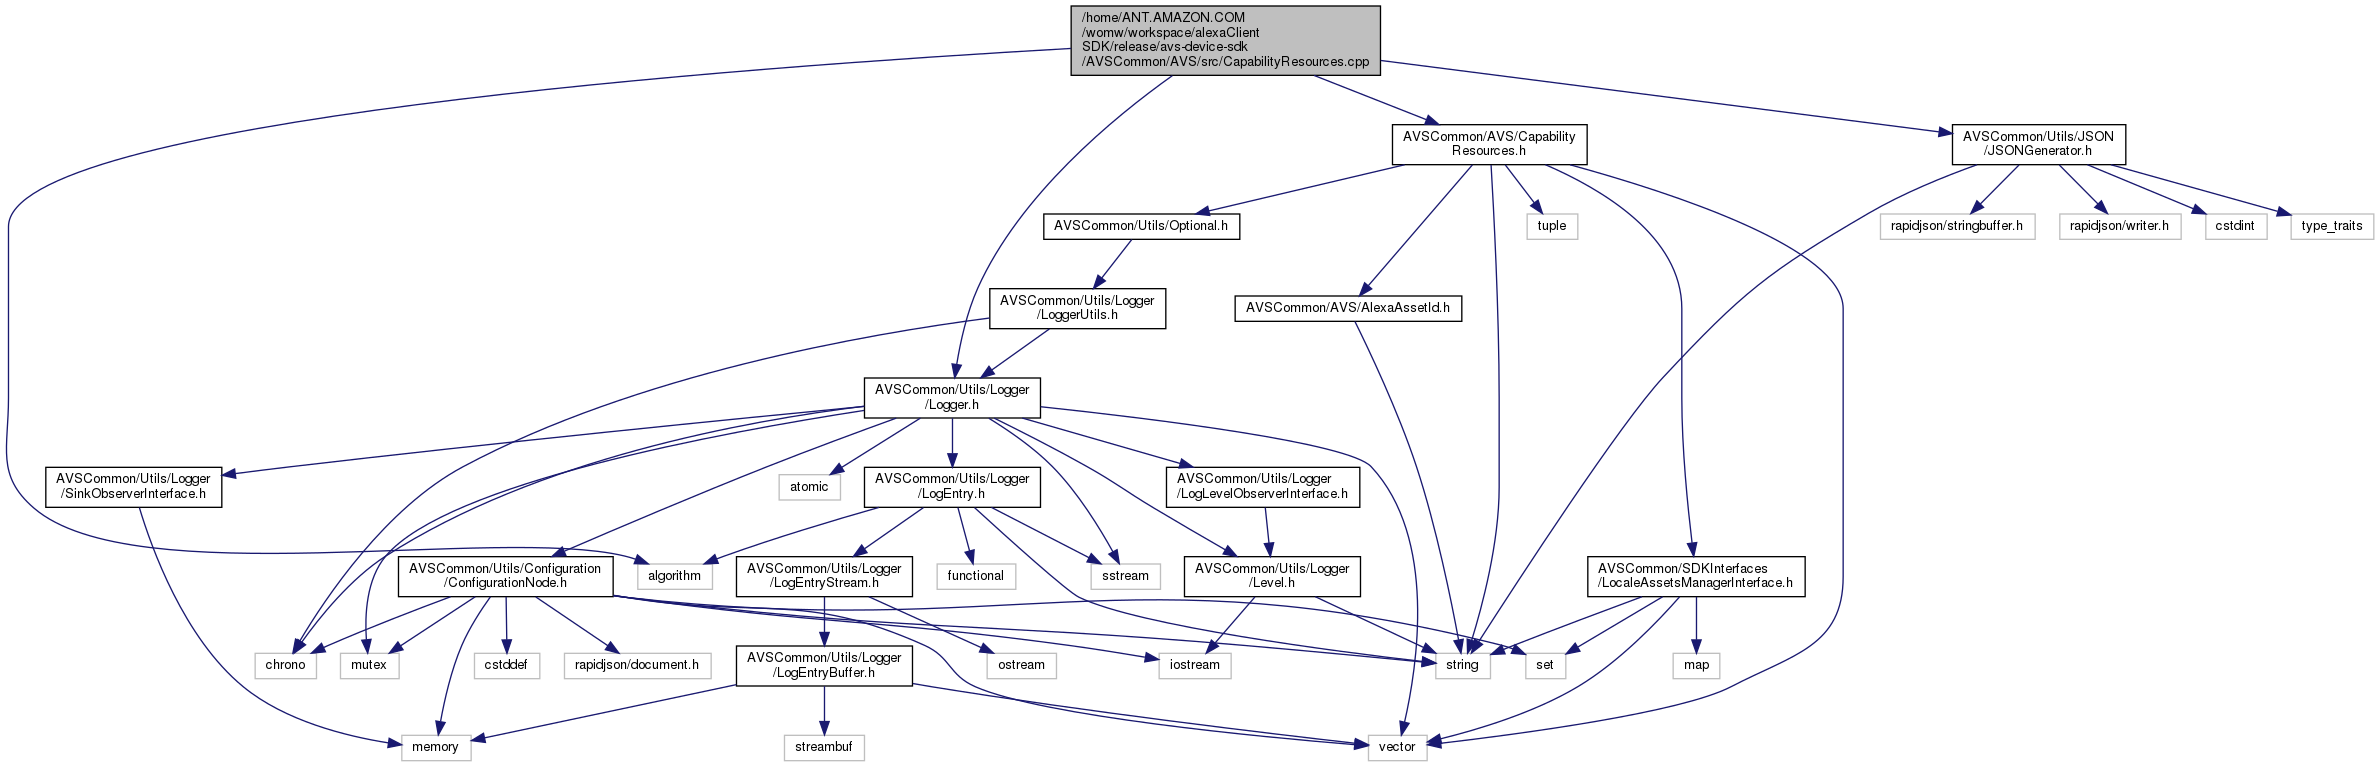 /home/ANT.AMAZON.COM
/womw/workspace/alexaClient
SDK/release/avs-device-sdk
/AVSCommon/AVS/src/CapabilityResources.cpp
AVSCommon/AVS/Capability
Resources.h
AVSCommon/Utils/JSON
/JSONGenerator.h
AVSCommon/Utils/Optional.h
tuple
rapidjson/stringbuffer.h
rapidjson/writer.h
cstdint
type_traits
AVSCommon/Utils/Logger
/LoggerUtils.h
AVSCommon/AVS/AlexaAssetId.h
AVSCommon/Utils/Logger
/Logger.h
AVSCommon/Utils/Logger
/SinkObserverInterface.h
atomic
AVSCommon/Utils/Logger
/LogEntry.h
AVSCommon/Utils/Logger
/LogLevelObserverInterface.h
AVSCommon/Utils/Configuration
/ConfigurationNode.h
algorithm
AVSCommon/Utils/Logger
/LogEntryStream.h
functional
sstream
AVSCommon/Utils/Logger
/Level.h
AVSCommon/SDKInterfaces
/LocaleAssetsManagerInterface.h
chrono
mutex
cstddef
rapidjson/document.h
AVSCommon/Utils/Logger
/LogEntryBuffer.h
ostream
iostream
string
set
map
memory
streambuf
vector